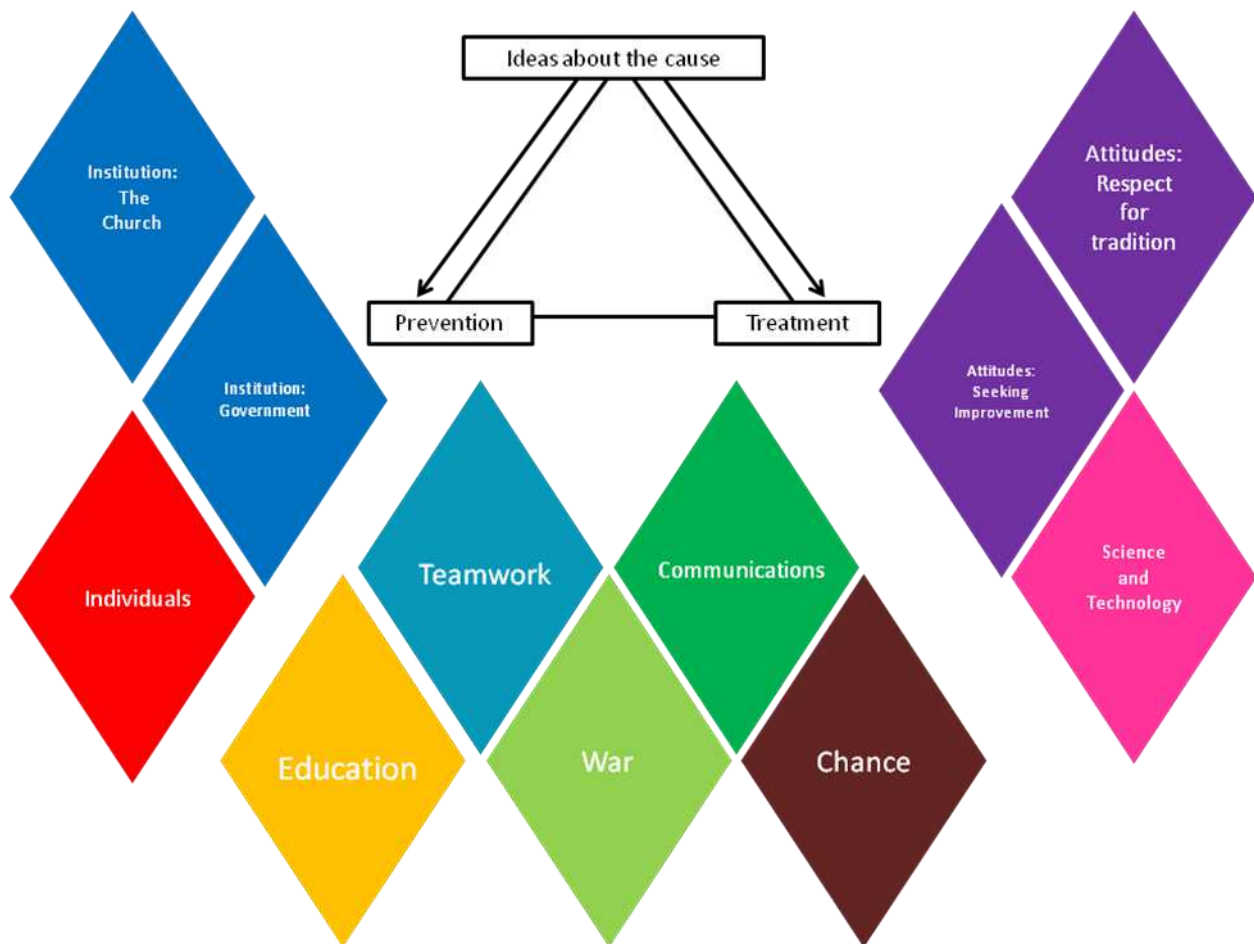 Ideas about the cause
Prevention
Treatment
Institution:
The
Church
Institution:
Government
Individuals
Attitudes:
Respect
for
tradition
Attitudes:
Seeking
Improvement
Science
and
Technology
Teamwork
Communications
Education
War
Chance